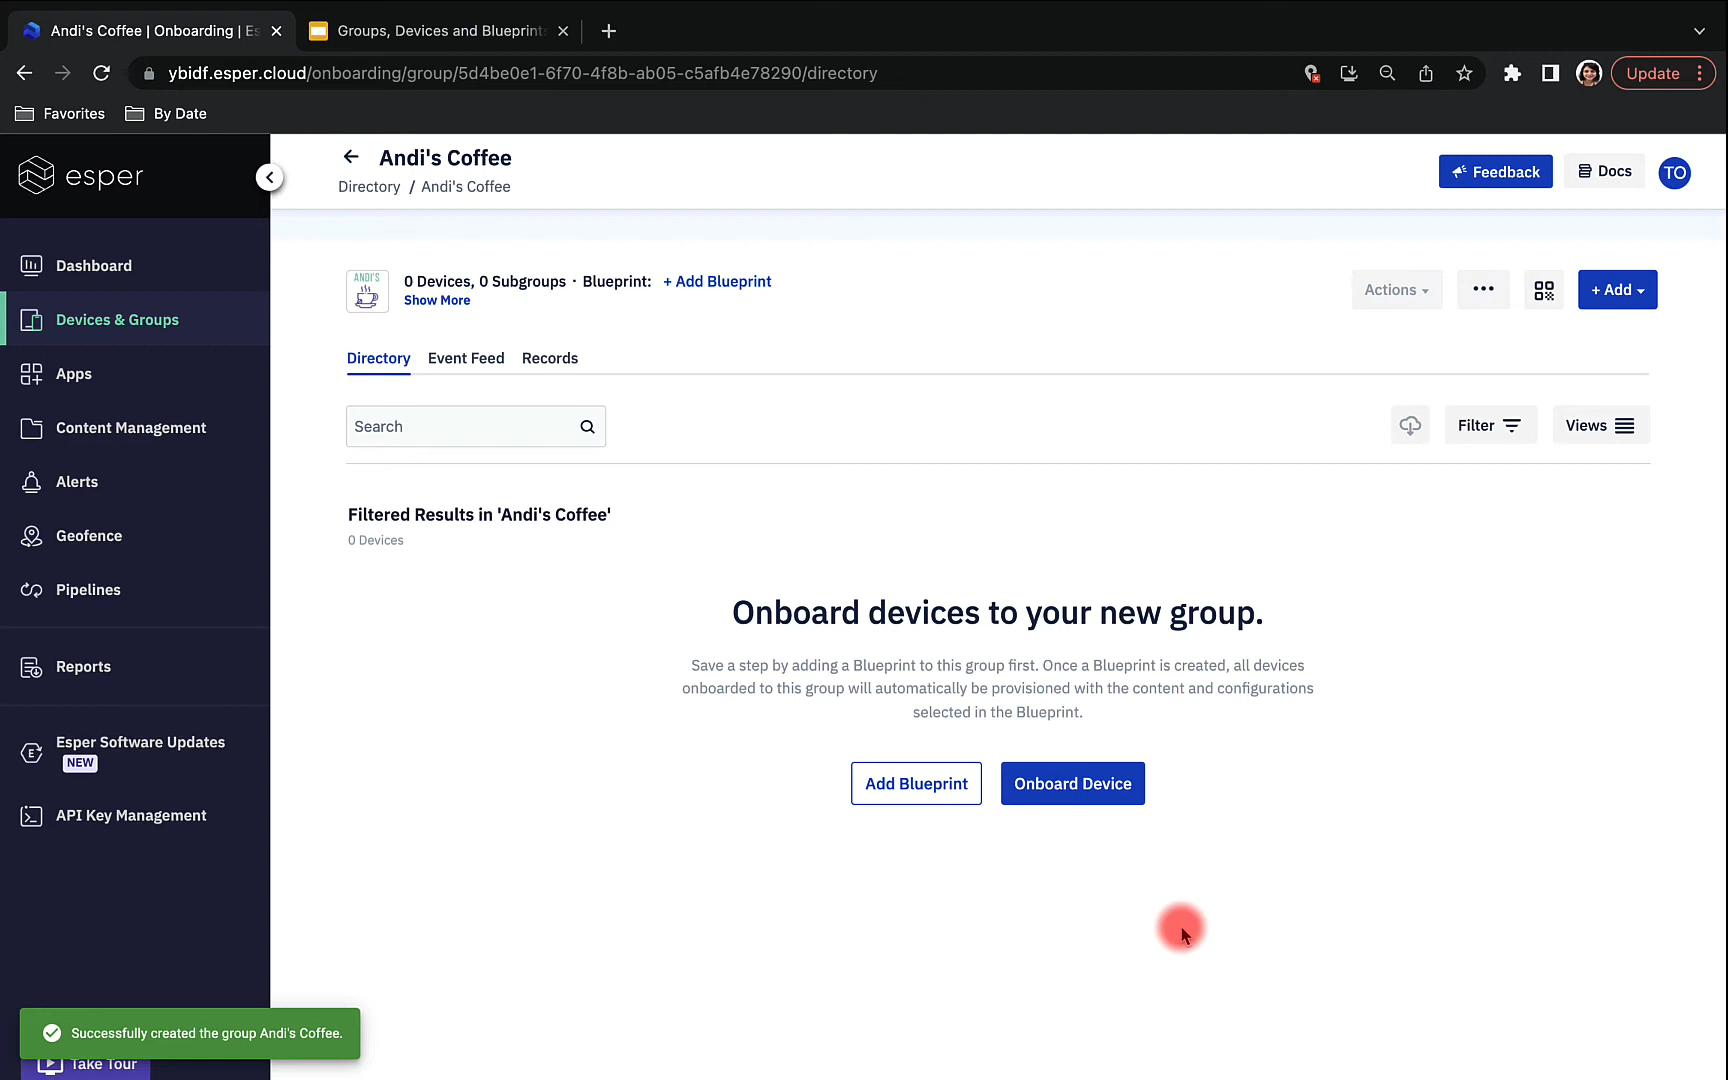 Andi's Coffee | Onboarding | Es
Groups, Devices and Blueprints
ybidf.esper.cloud/onboarding/group/5d4be0e1-6f70-4f8b-ab05-c5afb4e78290/directory
Update
Favorites
By Date
esper
Andi's Coffee
Directory / Andi's Coffee
Feedback
Docs
TO
Dashboard
Devices & Groups
Apps
Content Management
Alerts
Geofence
Pipelines
Reports
Esper Software Updates
NEW
API Key Management
ANDI'S
0 Devices, 0 Subgroups · Blueprint: + Add Blueprint
Show More
Actions
+ Add
Directory
Event Feed
Records
Search
Filter
Views
Filtered Results in 'Andi's Coffee'
0 Devices
Onboard devices to your new group.
Save a step by adding a Blueprint to this group first. Once a Blueprint is created, all devices
onboarded to this group will automatically be provisioned with the content and configurations
selected in the Blueprint.
Add Blueprint
Onboard Device
Successfully created the group Andi's Coffee.
Take Tour